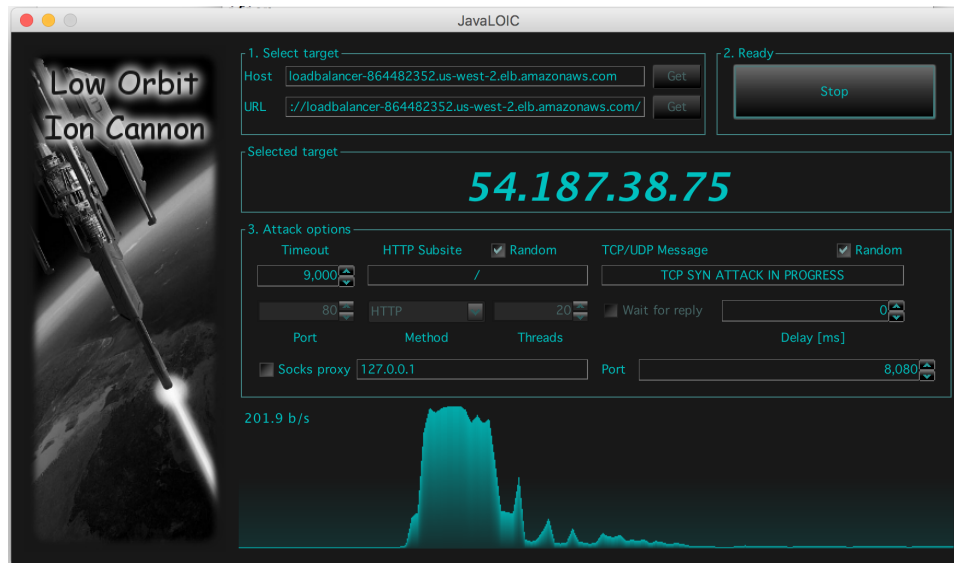 JavaLOIC
Low Orbit
Ion Cannon
1. Select target
Host loadbalancer-864482352.us-west-2.elb.amazonaws.com Get
URL ://loadbalancer-864482352.us-west-2.elb.amazonaws.com/ Get
2. Ready
Stop
Selected target
54.187.38.75
3. Attack options
Timeout HTTP Subsite Random TCP/UDP Message Random
9,000 / TCP SYN ATTACK IN PROGRESS
80 HTTP 20 Wait for reply 0
Port Method Threads Delay [ms]
Socks proxy 127.0.0.1 Port 8,080
201.9 b/s